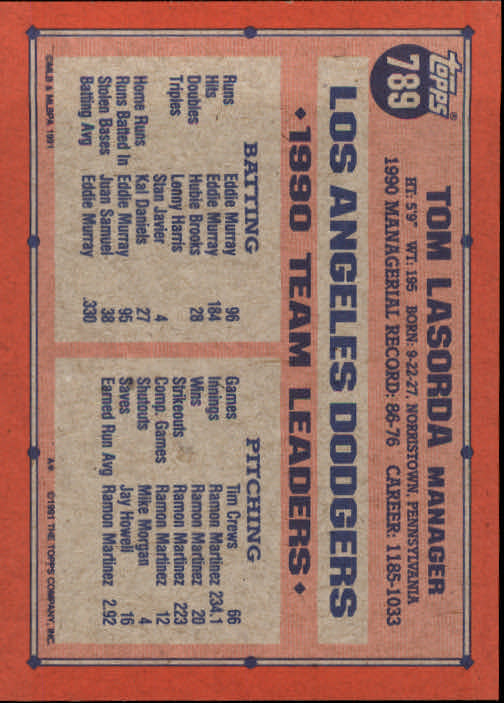 topps®
789
TOM LASORDA MANAGER
HT: 5'9" WT: 195 BORN: 9-22-27, NORRISTOWN, PENNSYLVANIA
1990 MANAGERIAL RECORD: 86-76 CAREER: 1185-1033
LOS ANGELES DODGERS
♦ 1990 TEAM LEADERS ♦
BATTING
Runs Eddie Murray 96
Hits Eddie Murray 184
Doubles Hubie Brooks 28
Triples Lenny Harris
Stan Javier 4
Home Runs Kal Daniels 27
Runs Batted In Eddie Murray 95
Stolen Bases Juan Samuel 38
Batting Avg Eddie Murray .330
PITCHING
Games Tim Crews 66
Innings Ramon Martinez 234.1
Wins Ramon Martinez 20
Strikeouts Ramon Martinez 223
Comp. Games Ramon Martinez 12
Shutouts Mike Morgan 4
Saves Jay Howell 16
Earned Run Avg Ramon Martinez 2.92
©MLB & MLBPA 1991
A* ©1991 THE TOPPS COMPANY, INC.